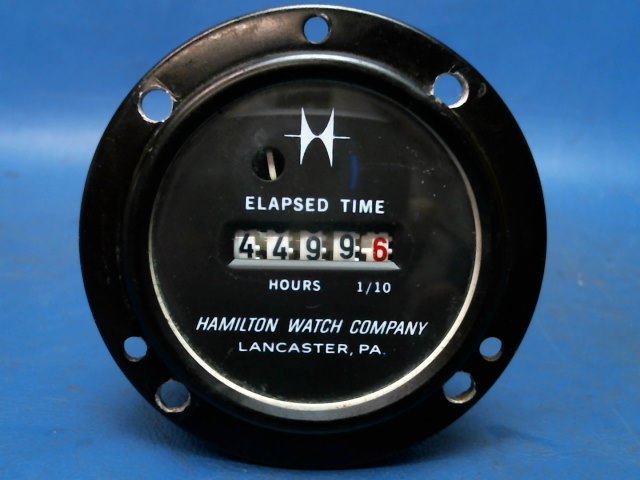 ELAPSED TIME
44996
HOURS 1/10
HAMILTON WATCH COMPANY
LANCASTER, PA.